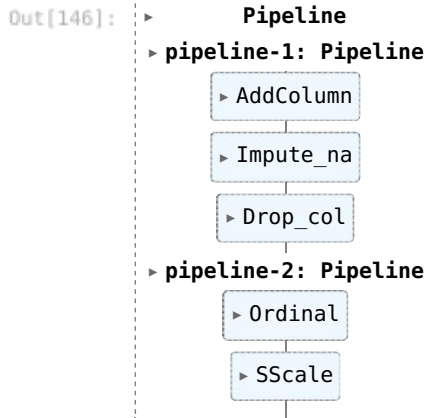 Out[146]:
▸ Pipeline
▸ pipeline-1: Pipeline
▸ AddColumn
▸ Impute_na
▸ Drop_col
▸ pipeline-2: Pipeline
▸ Ordinal
▸ SScale